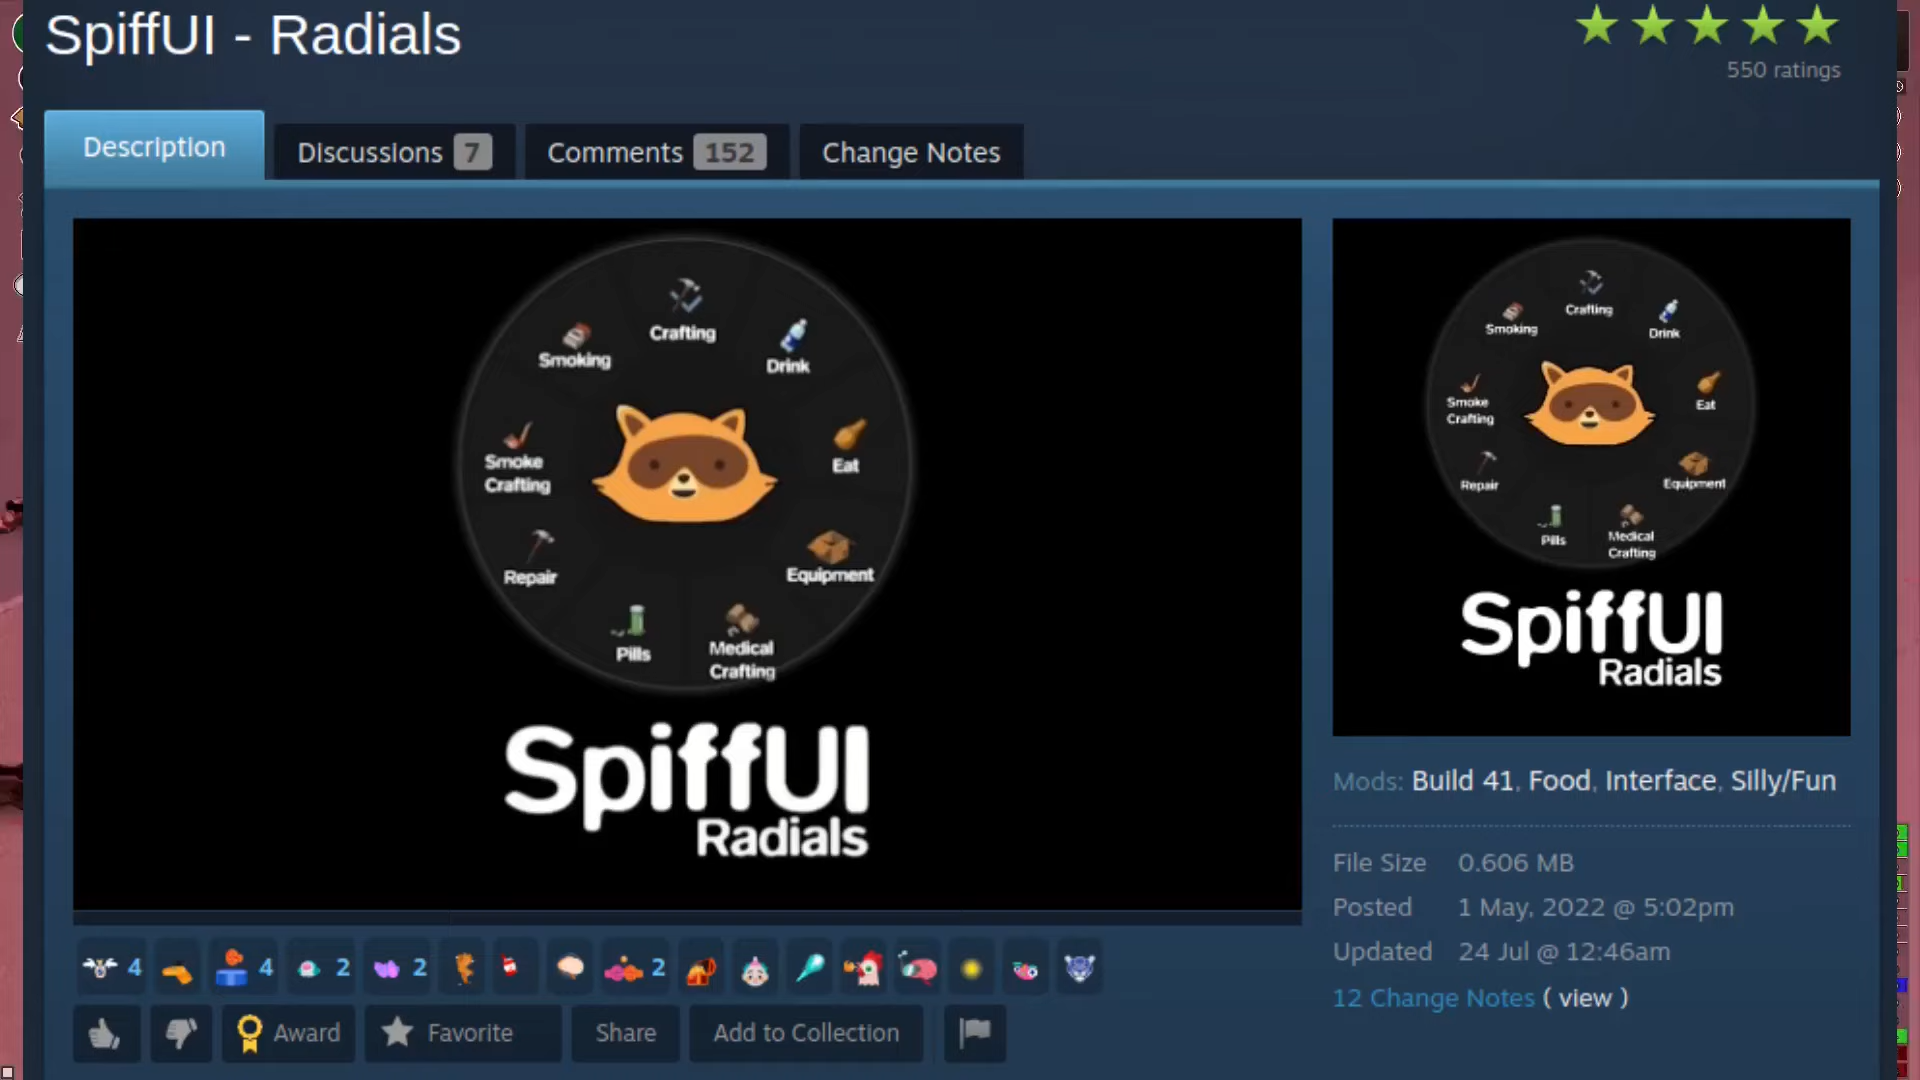 SpiffUI - Radials
550 ratings
Description
Discussions 7
Comments 152
Change Notes
Crafting
Smoking
Drink
Smoke
Crafting
Eat
Repair
Equipment
Pills
Medical
Crafting
SpiffUI
Radials
Crafting
Smoking
Drink
Smoke
Crafting
Eat
Repair
Equipment
Pills
Medical
Crafting
SpiffUI
Radials
Mods: Build 41, Food, Interface, Silly/Fun
File Size 0.606 MB
Posted 1 May, 2022 @ 5:02pm
Updated 24 Jul @ 12:46am
12 Change Notes ( view )
4 4 2 2 2
Award
Favorite
Share
Add to Collection